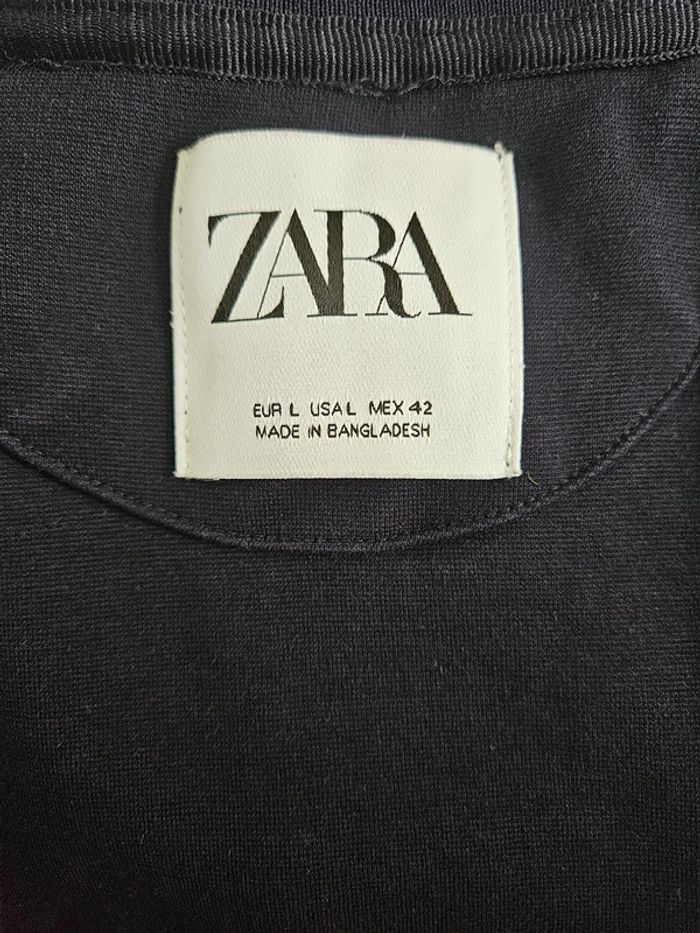 ZARA
EUR L USA L MEX 42
MADE IN BANGLADESH